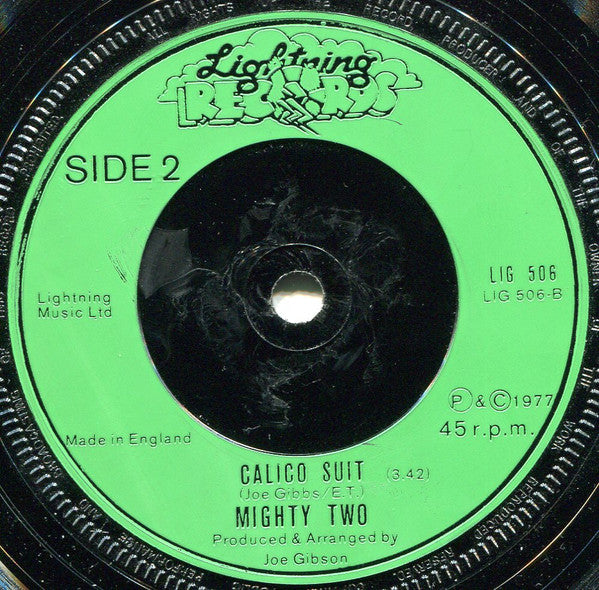 Lightning
RECORDS
SIDE 2
Lightning
Music Ltd
LIG 506
LIG 506-B
Ⓟ & © 1977
45 r.p.m.
Made in England
CALICO SUIT (3.42)
(Joe Gibbs/E.T.)
MIGHTY TWO
Produced & Arranged by
Joe Gibson